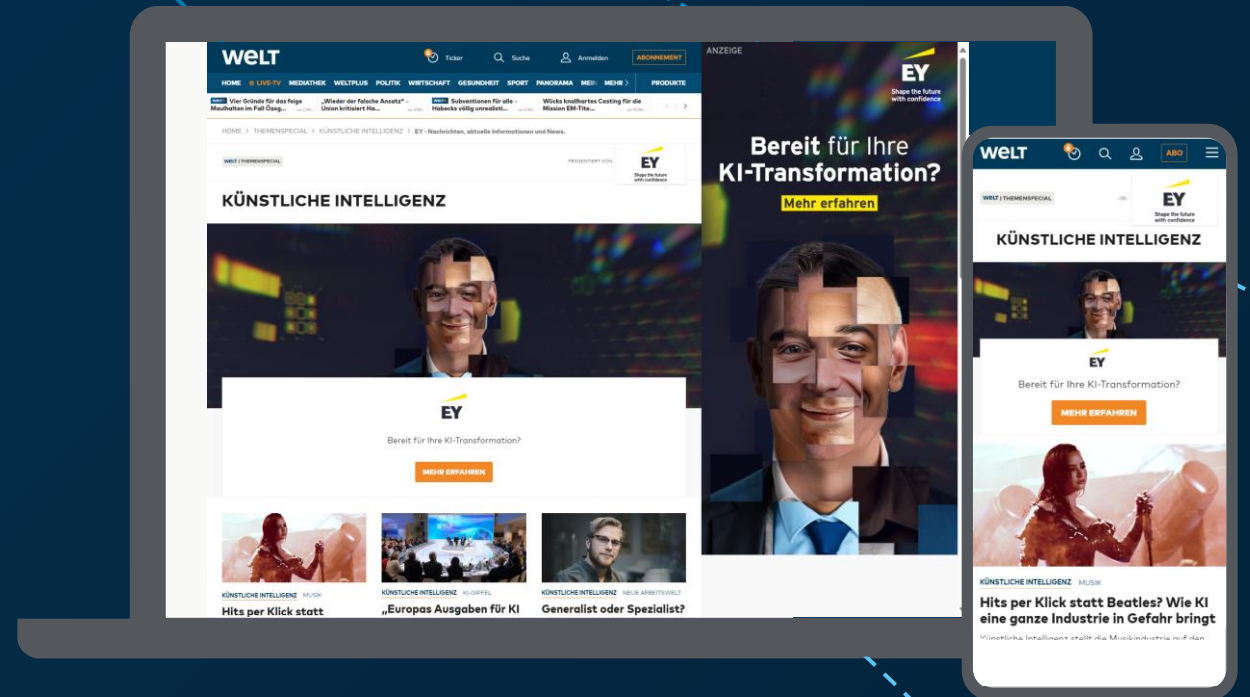 WELT
6 Ticker
Suche
Anmelden
ABONNEMENT
HOME LIVE-TV MEDIATHEK WELTPLUS POLITIK WIRTSCHAFT GESUNDHEIT SPORT PANORAMA MEHR > PRODUKTE
Vier Gründe für das feige
Mauhalten im Fall Özog...
„Wieder der falsche Ansatz“ –
Union kritisiert Ha...
Subventionen für alle –
Habecks völlig unrealisti...
Wücks knallhartes Casting für die
Mission EM-Tite...
HOME > THEMENSPECIAL > KÜNSTLICHE INTELLIGENZ > EY - Nachrichten, aktuelle Informationen und News.
WELT | THEMENSPECIAL
PRÄSENTIERT VON
EY
Shape the future
with confidence
KÜNSTLICHE INTELLIGENZ
EY
Bereit für Ihre KI-Transformation?
MEHR ERFAHREN
KÜNSTLICHE INTELLIGENZ MUSIK
Hits per Klick statt
KÜNSTLICHE INTELLIGENZ KI-GIPFEL
„Europas Ausgaben für KI
KÜNSTLICHE INTELLIGENZ NEUE ARBEITSWELT
Generalist oder Spezialist?
ANZEIGE
EY
Shape the future
with confidence
Bereit für Ihre
KI-Transformation?
Mehr erfahren
WELT
6
ABO
WELT | THEMENSPECIAL
EY
Shape the future
with confidence
KÜNSTLICHE INTELLIGENZ
EY
Bereit für Ihre KI-Transformation?
MEHR ERFAHREN
KÜNSTLICHE INTELLIGENZ MUSIK
Hits per Klick statt Beatles? Wie KI
eine ganze Industrie in Gefahr bringt
Künstliche Intelligenz stellt die Musikindustrie auf den